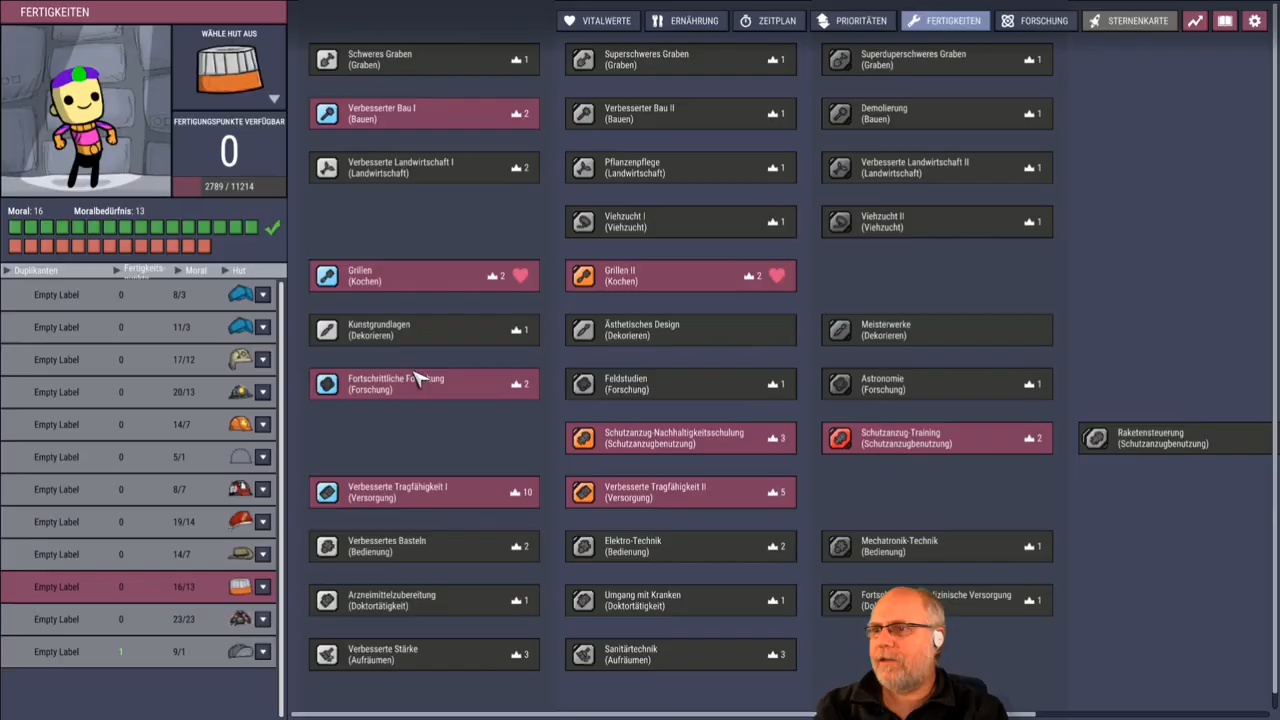 FERTIGKEITEN
VITALWERTE
ERNÄHRUNG
ZEITPLAN
PRIORITÄTEN
FERTIGKEITEN
FORSCHUNG
STERNENKARTE
WÄHLE HUT AUS
FERTIGUNGSPUNKTE VERFÜGBAR
0
2789 / 11214
Moral: 16
Moralbedürfnis: 13
Duplikanten
Fertigkeits-
Moral
Hut
Empty Label 0 8/3
Empty Label 0 11/3
Empty Label 0 17/12
Empty Label 0 20/13
Empty Label 0 14/7
Empty Label 0 5/1
Empty Label 0 8/7
Empty Label 0 19/14
Empty Label 0 14/7
Empty Label 0 16/13
Empty Label 0 23/23
Empty Label 1 9/1
Schweres Graben
(Graben)
1
Superschweres Graben
(Graben)
1
Superduperschweres Graben
(Graben)
1
Verbesserter Bau I
(Bauen)
2
Verbesserter Bau II
(Bauen)
1
Demolierung
(Bauen)
1
Verbesserte Landwirtschaft I
(Landwirtschaft)
2
Pflanzenpflege
(Landwirtschaft)
1
Verbesserte Landwirtschaft II
(Landwirtschaft)
1
Viehzucht I
(Viehzucht)
1
Viehzucht II
(Viehzucht)
1
Grillen
(Kochen)
2
Grillen II
(Kochen)
2
Kunstgrundlagen
(Dekorieren)
1
Ästhetisches Design
(Dekorieren)
Meisterwerke
(Dekorieren)
Fortschrittliche
(Forschung)
2
Feldstudien
(Forschung)
1
Astronomie
(Forschung)
1
Schutzanzug-Nachhaltigkeitsschulung
(Schutzanzugbenutzung)
3
Schutzanzug-Training
(Schutzanzugbenutzung)
2
Raketensteuerung
(Schutzanzugbenutzung)
Verbesserte Tragfähigkeit I
(Versorgung)
10
Verbesserte Tragfähigkeit II
(Versorgung)
5
Verbessertes Basteln
(Bedienung)
2
Elektro-Technik
(Bedienung)
2
Mechatronik-Technik
(Bedienung)
1
Arzneimittelzubereitung
(Doktortätigkeit)
1
Umgang mit Kranken
(Doktortätigkeit)
1
Versorgung
1
Verbesserte Stärke
(Aufräumen)
3
Sanitärtechnik
(Aufräumen)
3